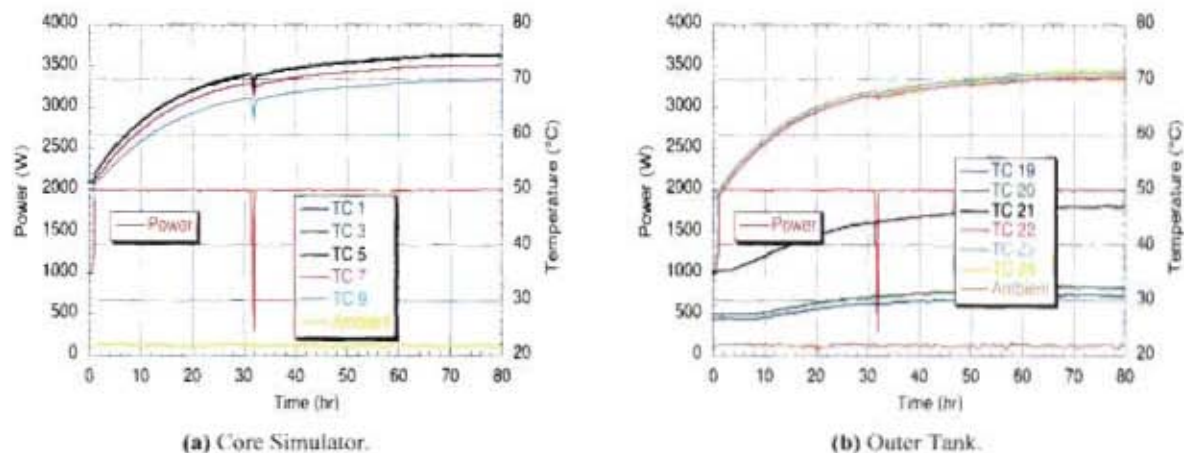 4000
3500
3000
2500
2000
1500
1000
500
0
Power (W)
80
70
60
50
40
30
20
Temperature (°C)
0 10 20 30 40 50 60 70 80
Time (hr)
Power
TC 1
TC 3
TC 5
TC 7
TC 9
Ambient
(a) Core Simulator.
4000
3500
3000
2500
2000
1500
1000
500
0
Power (W)
80
70
60
50
40
30
20
Temperature (°C)
0 10 20 30 40 50 60 70 80
Time (hr)
Power
TC 19
TC 20
TC 21
TC 22
TC 23
TC 24
Ambient
(b) Outer Tank.